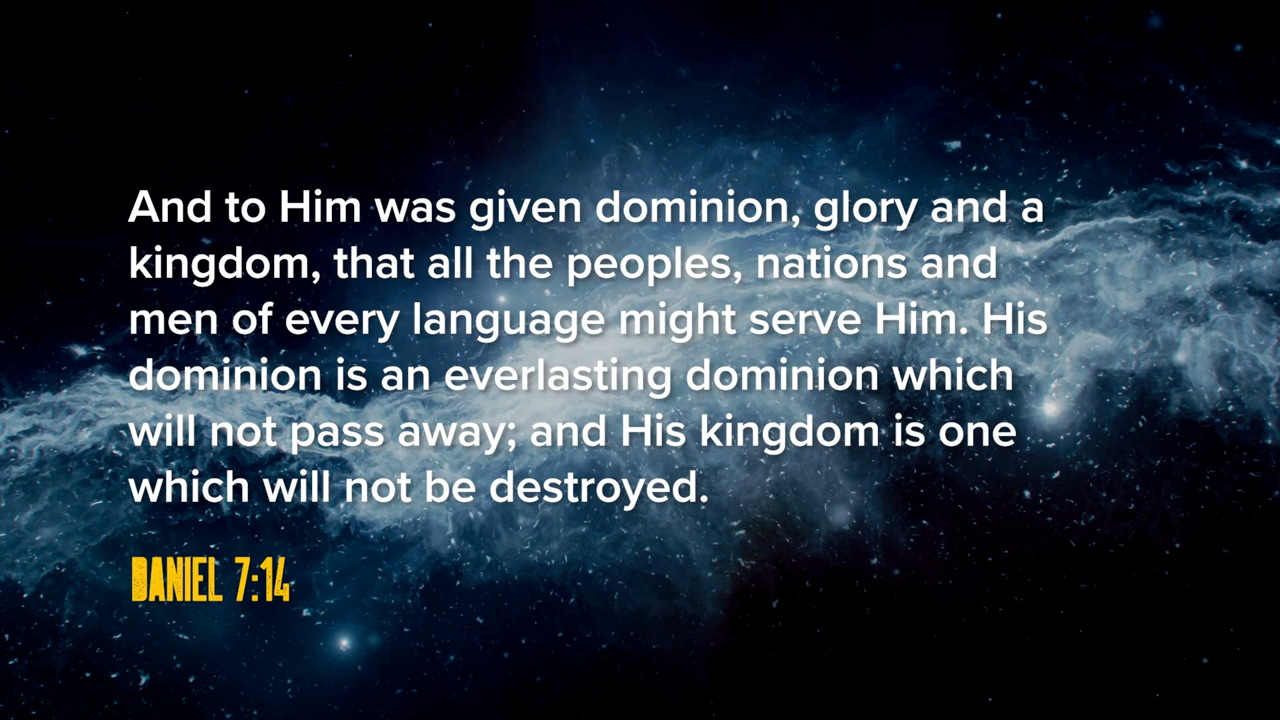 And to Him was given dominion, glory and a
kingdom, that all the peoples, nations and
men of every language might serve Him. His
dominion is an everlasting dominion which
will not pass away; and His kingdom is one
which will not be destroyed.
DANIEL 7:14